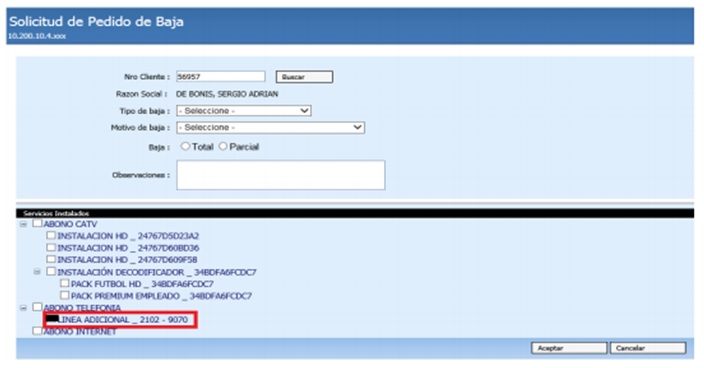 Solicitud de Pedido de Baja
10.200.10.4.xxx
Nro Cliente : 56957 Buscar
Razon Social : DE BONIS, SERGIO ADRIAN
Tipo de baja : - Seleccione -
Motivo de baja : - Seleccione -
Baja : Total Parcial
Observaciones :
Servicios Instalados
ABONO CATV
INSTALACION HD _ 24767D5D23A2
INSTALACION HD _ 24767D60BD36
INSTALACION HD _ 24767D609F5B
INSTALACIÓN DECODIFICADOR _ 34BDFA6FCDC7
PACK FUTBOL HD _ 34BDFA6FCDC7
PACK PREMIUM EMPLEADO _ 34BDFA6FCDC7
ABONO TELEFONIA
LINEA ADICIONAL _ 2102 - 9070
ABONO INTERNET
Aceptar Cancelar